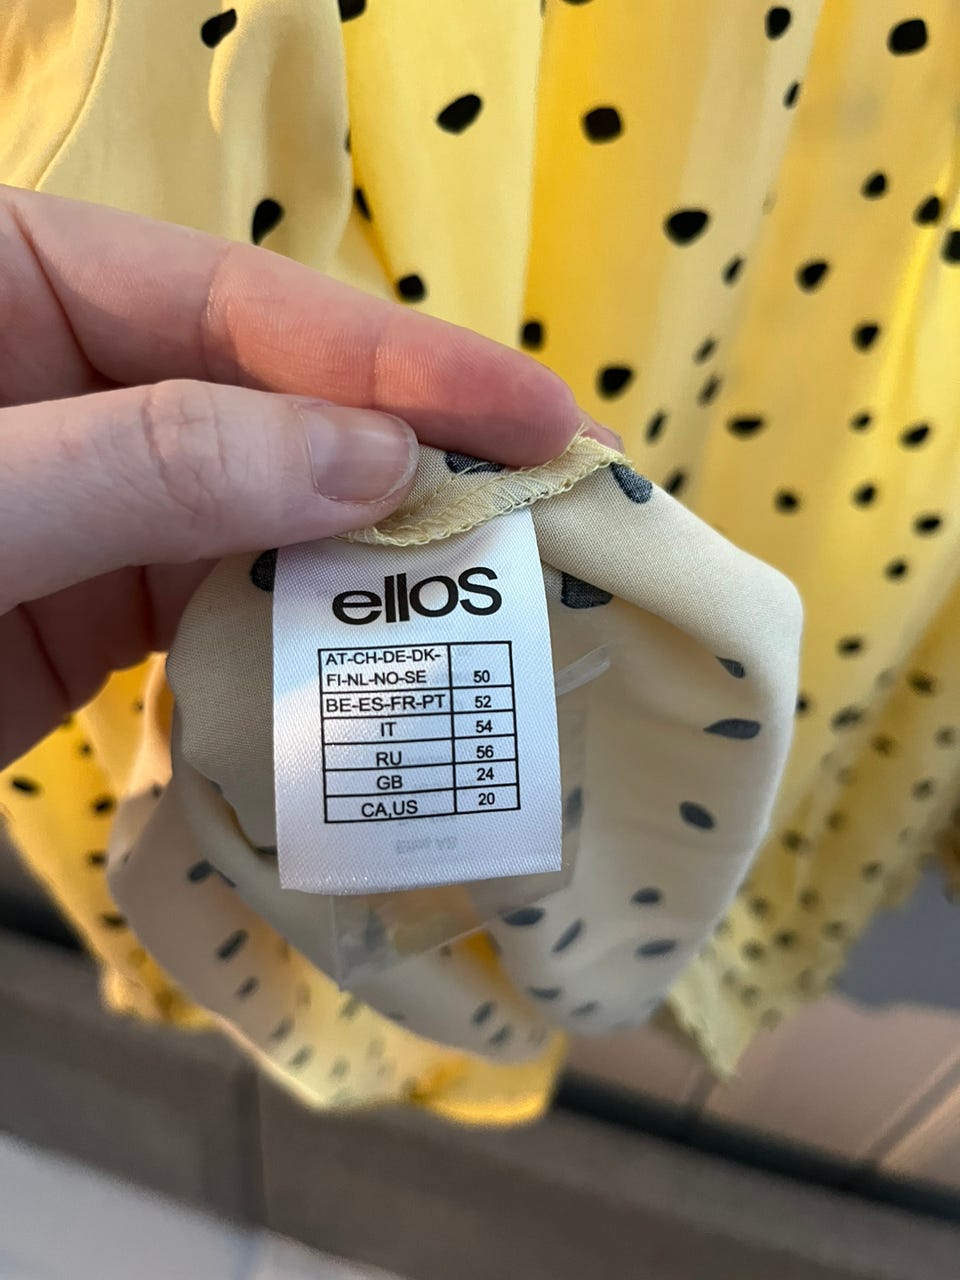 ellos
AT-CH-DE-DK-
FI-NL-NO-SE 50
BE-ES-FR-PT 52
IT 54
RU 56
GB 24
CA,US 20